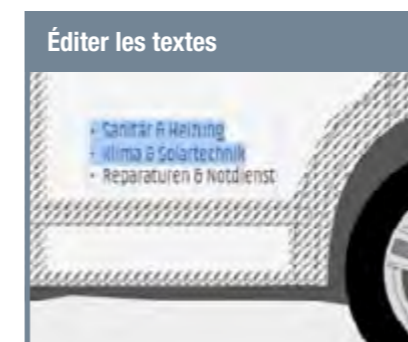 Éditer les textes
• Sanitär & Heizung
• Klima & Solartechnik
• Reparaturen & Notdienst